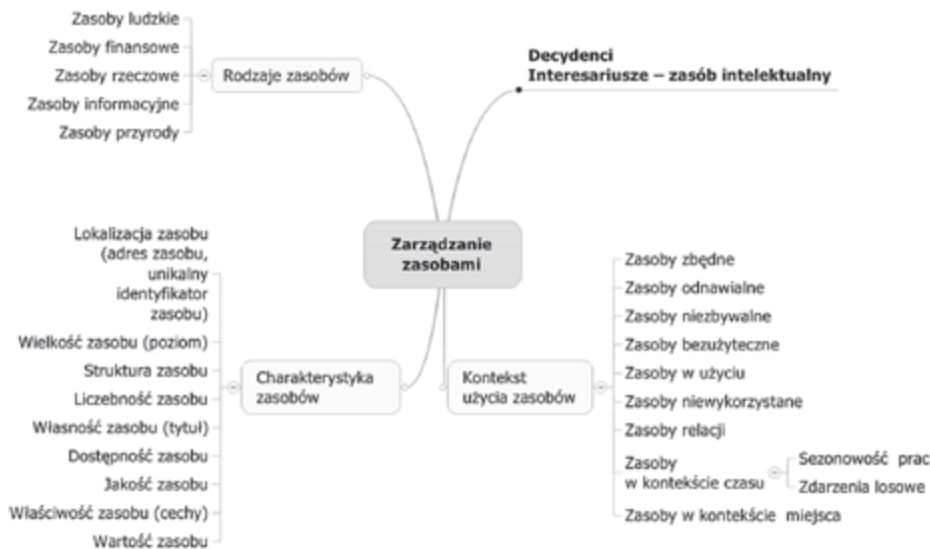 Zasoby ludzkie
Zasoby finansowe
Zasoby rzeczowe
Zasoby informacyjne
Zasoby przyrody
Rodzaje zasobów
Decydenci
Interesariusze – zasób intelektualny
Zarządzanie
zasobami
Lokalizacja zasobu
(adres zasobu,
unikalny
identyfikator
zasobu)
Wielkość zasobu (poziom)
Struktura zasobu
Liczebność zasobu
Własność zasobu (tytuł)
Dostępność zasobu
Jakość zasobu
Właściwość zasobu (cechy)
Wartość zasobu
Charakterystyka
zasobów
Kontekst
użycia zasobów
Zasoby zbędne
Zasoby odnawialne
Zasoby niezbywalne
Zasoby bezużyteczne
Zasoby w użyciu
Zasoby niewykorzystane
Zasoby relacji
Zasoby
w kontekście czasu
Sezonowość prac
Zdarzenia losowe
Zasoby w kontekście miejsca